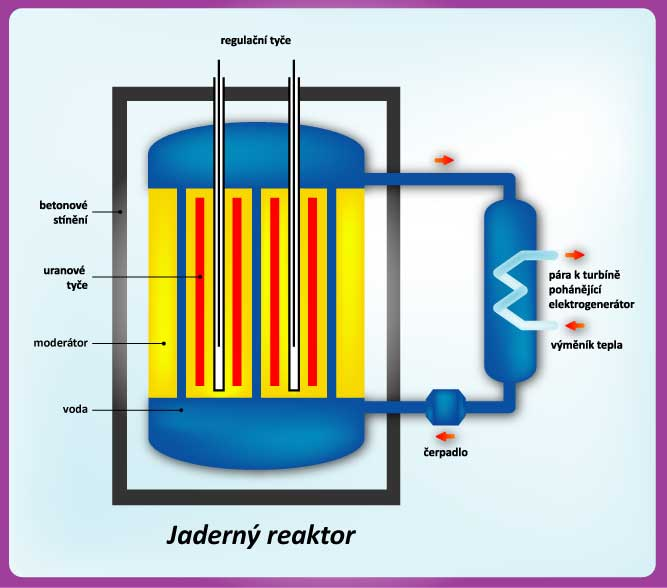 regulační tyče
betonové
stínění
uranové
tyče
moderátor
voda
pára k turbíně
pohánějící
elektrogenerátor
výměník tepla
čerpadlo
Jaderný reaktor